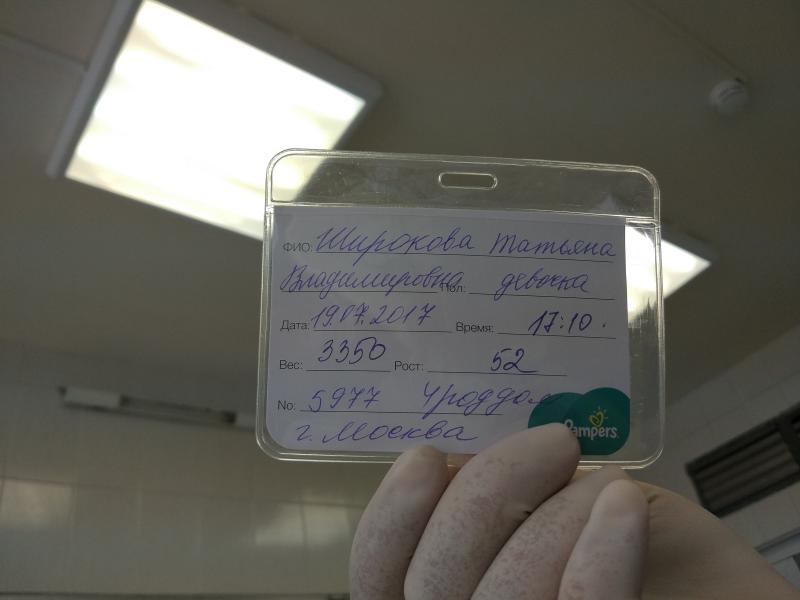 ФИО: Широкова Татьяна
Владимировна Пол: девочка
Дата: 19.07.2017 Время: 17:10.
Вес: 3350 Рост: 52
No: 5977 4роддом
г. Москва
Pampers.